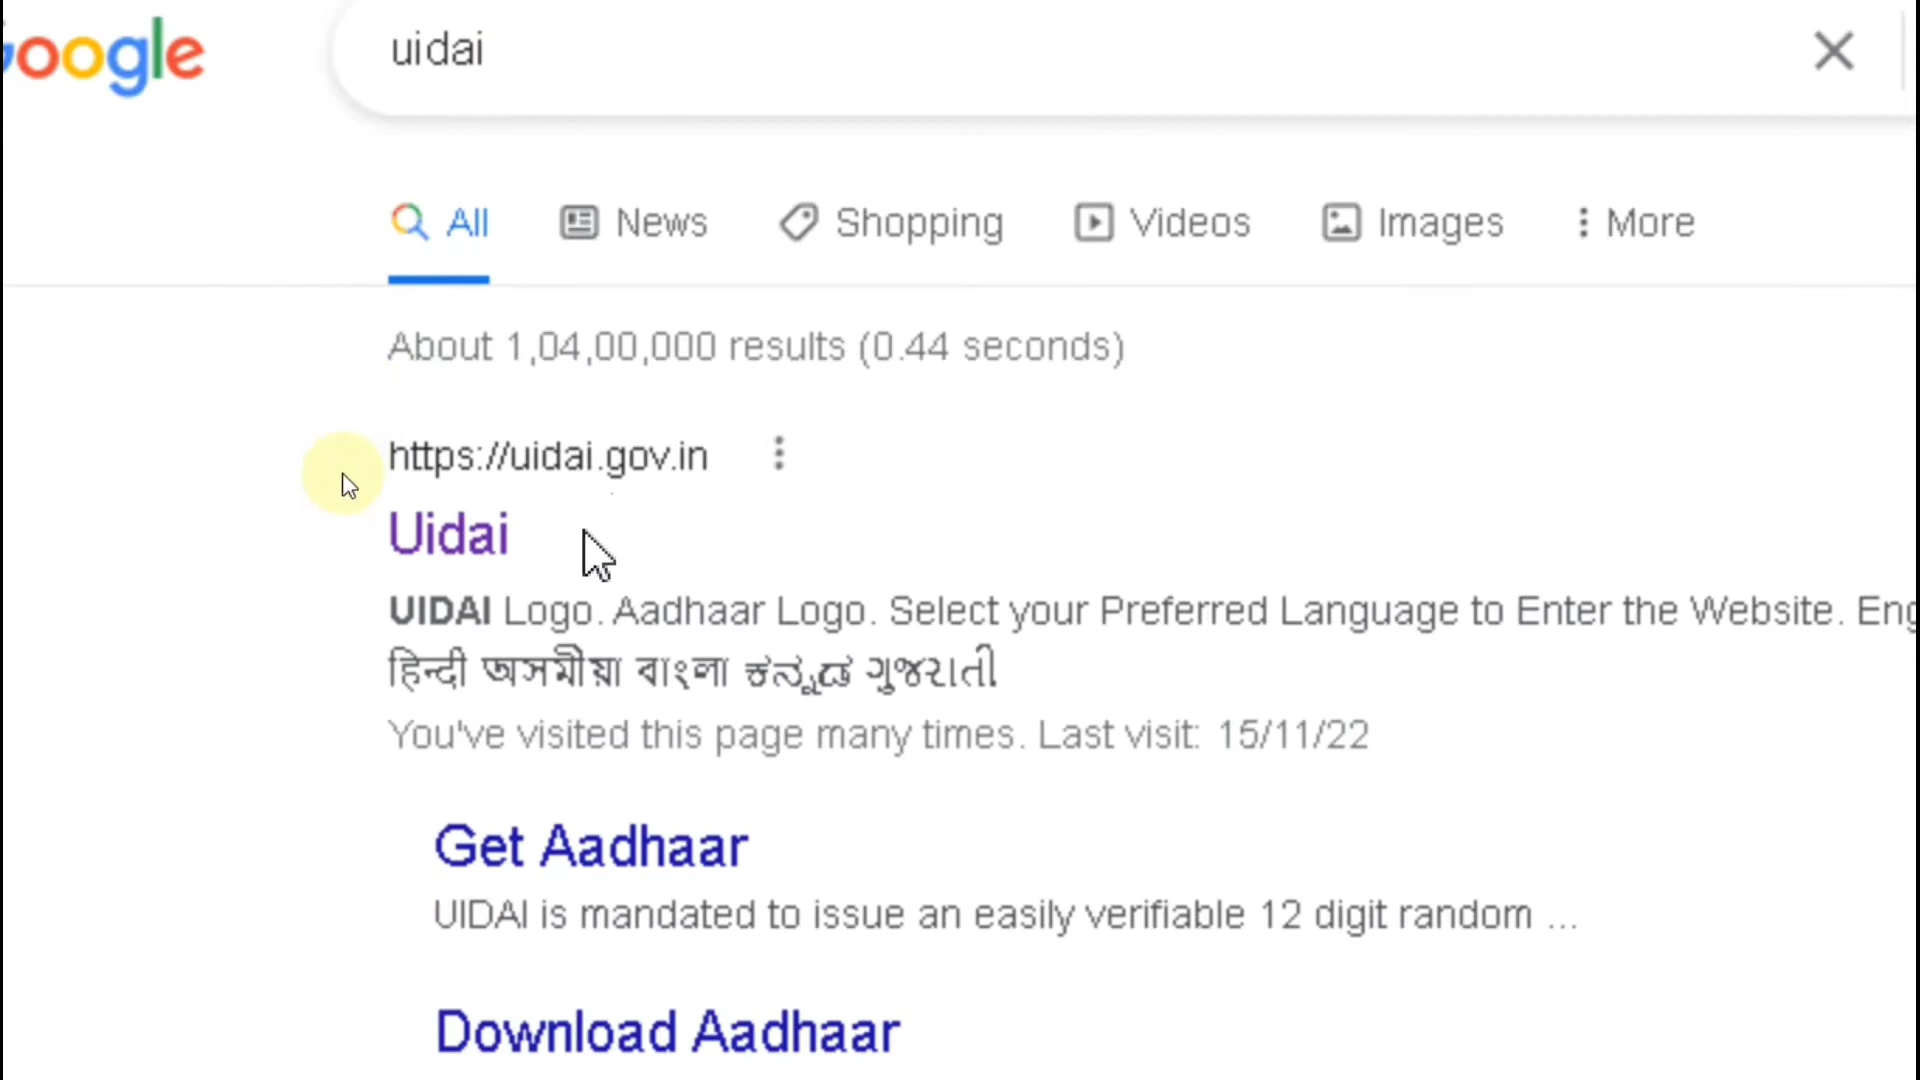 oogle
uidai
All News Shopping Videos Images More
About 1,04,00,000 results (0.44 seconds)
https://uidai.gov.in
Uidai
UIDAI Logo. Aadhaar Logo. Select your Preferred Language to Enter the Website. Eng
हिन्दी অসমীয়া বাংলা ಕನ್ನಡ ગુજરાતી
You've visited this page many times. Last visit: 15/11/22
Get Aadhaar
UIDAI is mandated to issue an easily verifiable 12 digit random ...
Download Aadhaar